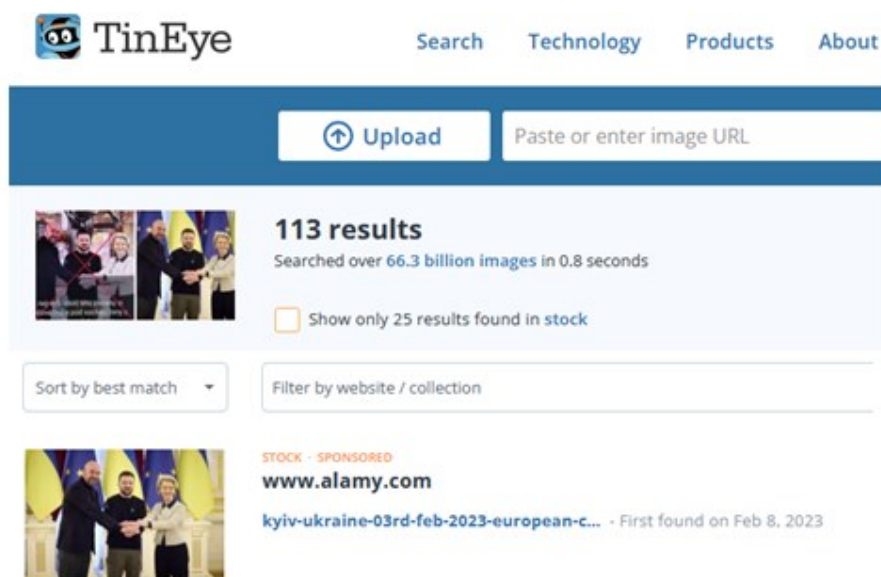 TinEye
Search Technology Products About
Upload
Paste or enter image URL
113 results
Searched over 66.3 billion images in 0.8 seconds
Show only 25 results found in stock
Sort by best match
Filter by website / collection
STOCK · SPONSORED
www.alamy.com
kyiv-ukraine-03rd-feb-2023-european-c... - First found on Feb 8, 2023